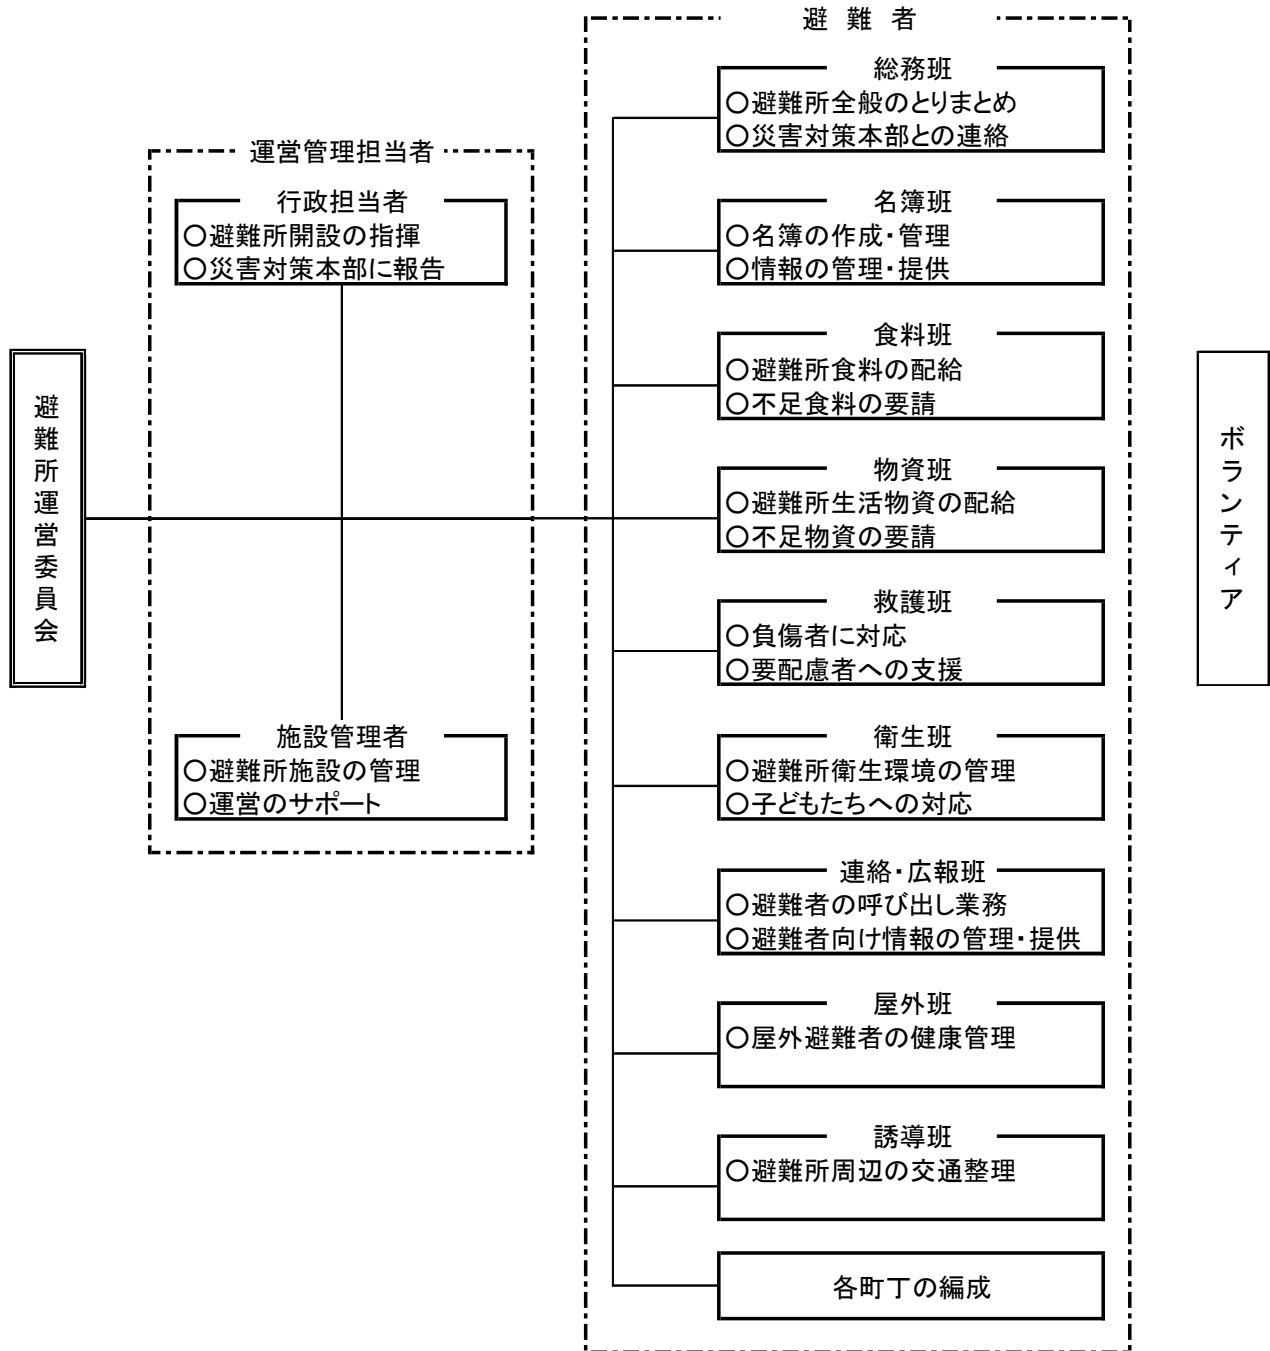 避難所運営委員会
運営管理担当者
行政担当者
○避難所開設の指揮
○災害対策本部に報告
施設管理者
○避難所施設の管理
○運営のサポート
避難者
総務班
○避難所全般のとりまとめ
○災害対策本部との連絡
名簿班
○名簿の作成・管理
○情報の管理・提供
食料班
○避難所食料の配給
○不足食料の要請
物資班
○避難所生活物資の配給
○不足物資の要請
救護班
○負傷者に対応
○要配慮者への支援
衛生班
○避難所衛生環境の管理
○子どもたちへの対応
連絡・広報班
○避難者の呼び出し業務
○避難者向け情報の管理・提供
屋外班
○屋外避難者の健康管理
誘導班
○避難所周辺の交通整理
各町丁の編成
ボランティア